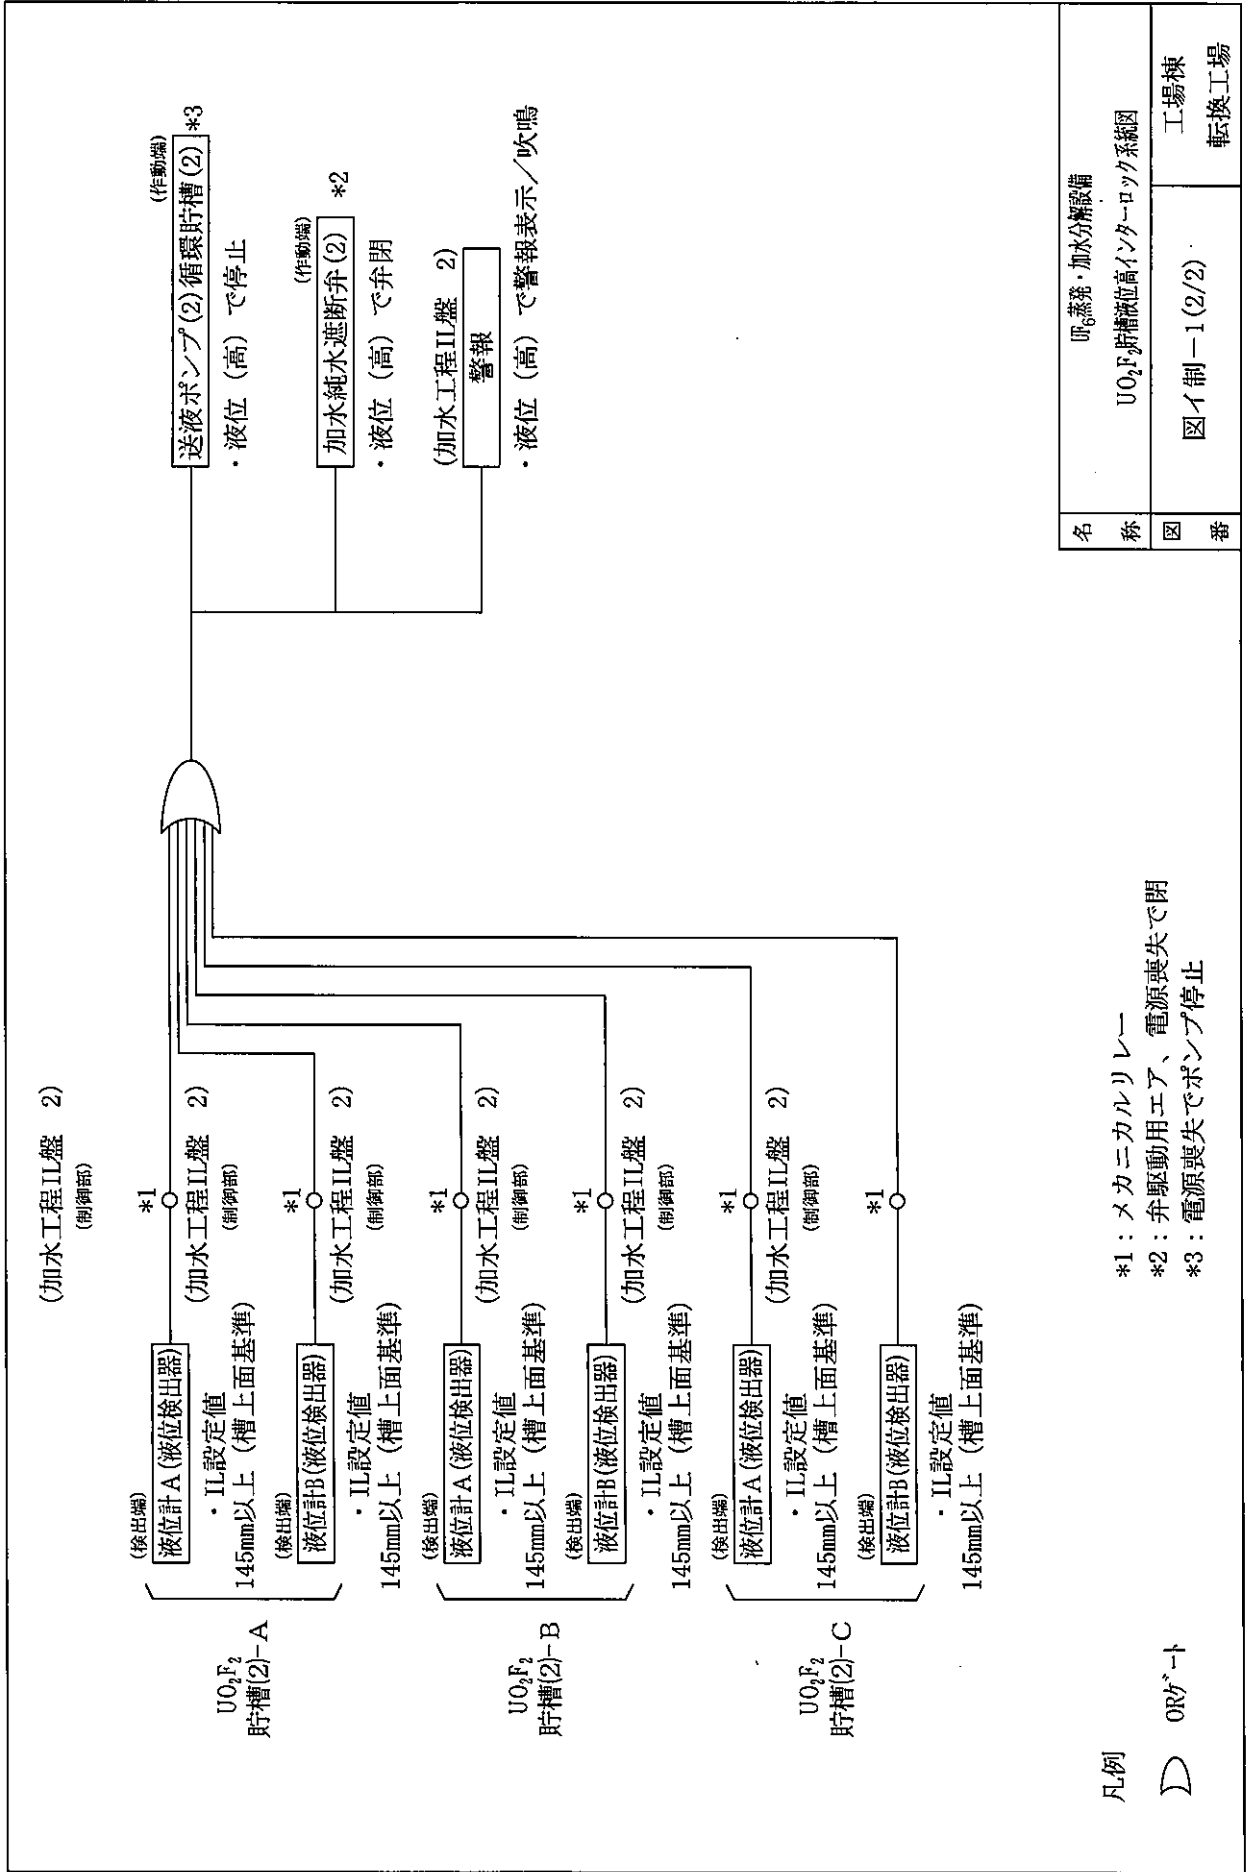 (加水工程IL盤 2)
(制御部)
UO₂F₂
貯槽(2)-A
(検出端)
液位計A(液位検出器)
*1
・IL設定値
145mm以上（槽上面基準）
(加水工程IL盤 2)
(制御部)
(検出端)
液位計B(液位検出器)
*1
・IL設定値
145mm以上（槽上面基準）
(加水工程IL盤 2)
(制御部)
UO₂F₂
貯槽(2)-B
(検出端)
液位計A(液位検出器)
*1
・IL設定値
145mm以上（槽上面基準）
(加水工程IL盤 2)
(制御部)
(検出端)
液位計B(液位検出器)
*1
・IL設定値
145mm以上（槽上面基準）
(加水工程IL盤 2)
(制御部)
UO₂F₂
貯槽(2)-C
(検出端)
液位計A(液位検出器)
*1
・IL設定値
145mm以上（槽上面基準）
(加水工程IL盤 2)
(制御部)
(検出端)
液位計B(液位検出器)
*1
・IL設定値
145mm以上（槽上面基準）
(作動端)
送液ポンプ(2)循環貯槽(2) *3
・液位（高）で停止
(作動端)
加水純水遮断弁(2) *2
・液位（高）で弁閉
(加水工程IL盤 2)
警報
・液位（高）で警報表示／吹鳴
凡例
ORゲート
*1：メカニカルリレー
*2：弁駆動用エア、電源喪失で閉
*3：電源喪失でポンプ停止
名称
UF₆蒸発・加水分解設備
UO₂F₂貯槽液位高インターロック系統図
図番
図イ制－1(2/2)
工場棟
転換工場